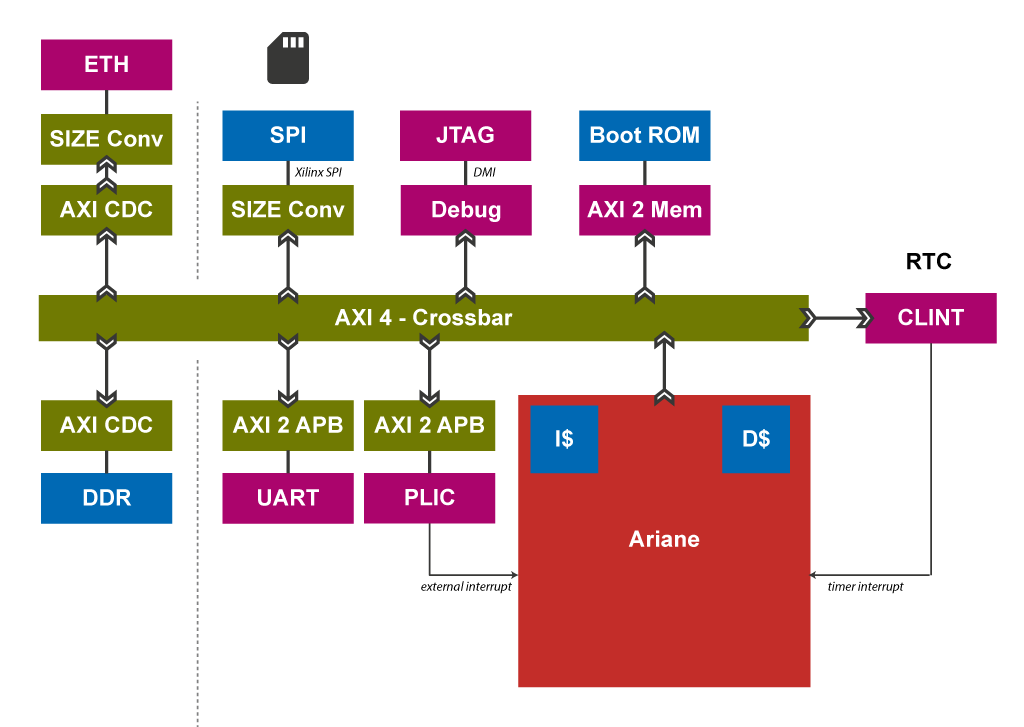 ETH
SIZE Conv
AXI CDC
SPI
Xilinx SPI
SIZE Conv
JTAG
DMI
Debug
Boot ROM
AXI 2 Mem
RTC
CLINT
AXI 4 - Crossbar
AXI CDC
DDR
AXI 2 APB
UART
AXI 2 APB
PLIC
I$
D$
Ariane
external interrupt
timer interrupt